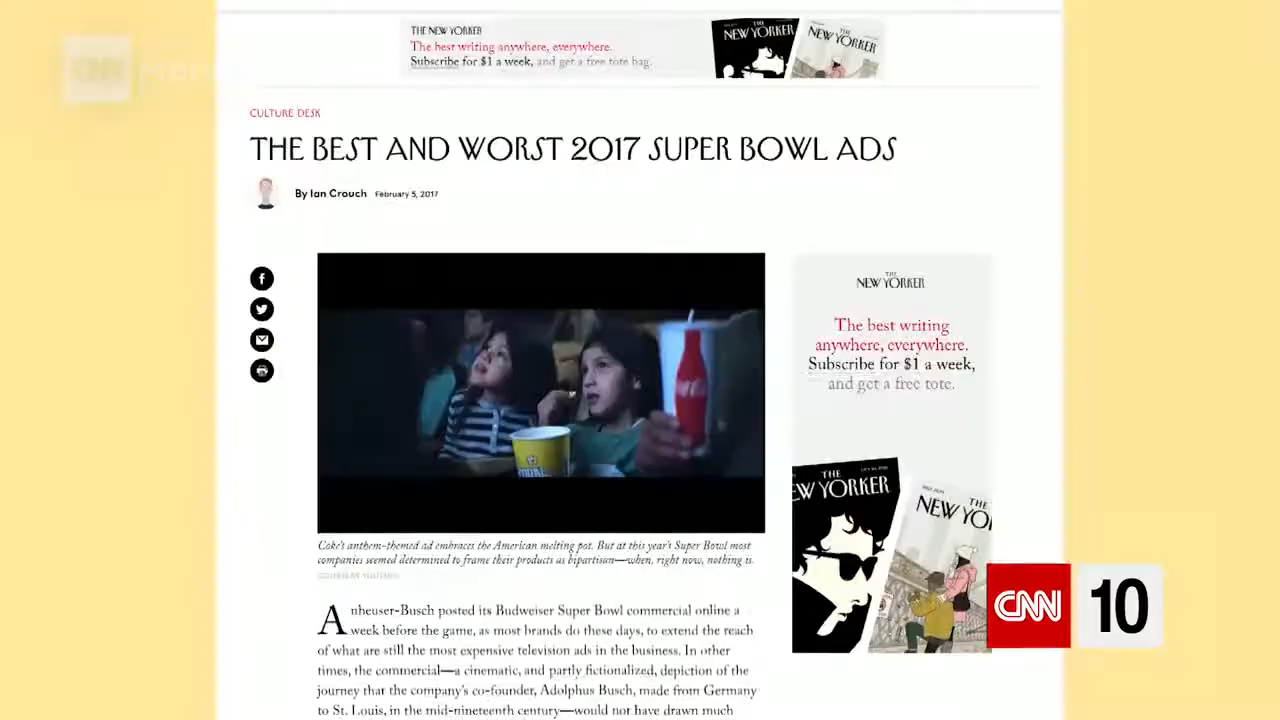 THE NEW YORKER
The best writing anywhere, everywhere.
Subscribe for $1 a week, and get a free tote bag.
THE
NEW YORKER
NEW YORKER
CULTURE DESK
THE BEST AND WORST 2017 SUPER BOWL ADS
By Ian Crouch February 5, 2017
Coke's anthem-themed ad embraces the American melting pot. But at this year's Super Bowl most
companies seemed determined to frame their products as bipartisan—when, right now, nothing is.
Anheuser-Busch posted its Budweiser Super Bowl commercial online a
week before the game, as most brands do these days, to extend the reach
of what are still the most expensive television ads in the business. In other
times, the commercial—a cinematic, and partly fictionalized, depiction of the
journey that the company's co-founder, Adolphus Busch, made from Germany
to St. Louis, in the mid-nineteenth century—would not have drawn much
THE
NEW YORKER
The best writing
anywhere, everywhere.
Subscribe for $1 a week,
and get a free tote.
THE
EW YORKER
THE
NEW YO
CNN 10